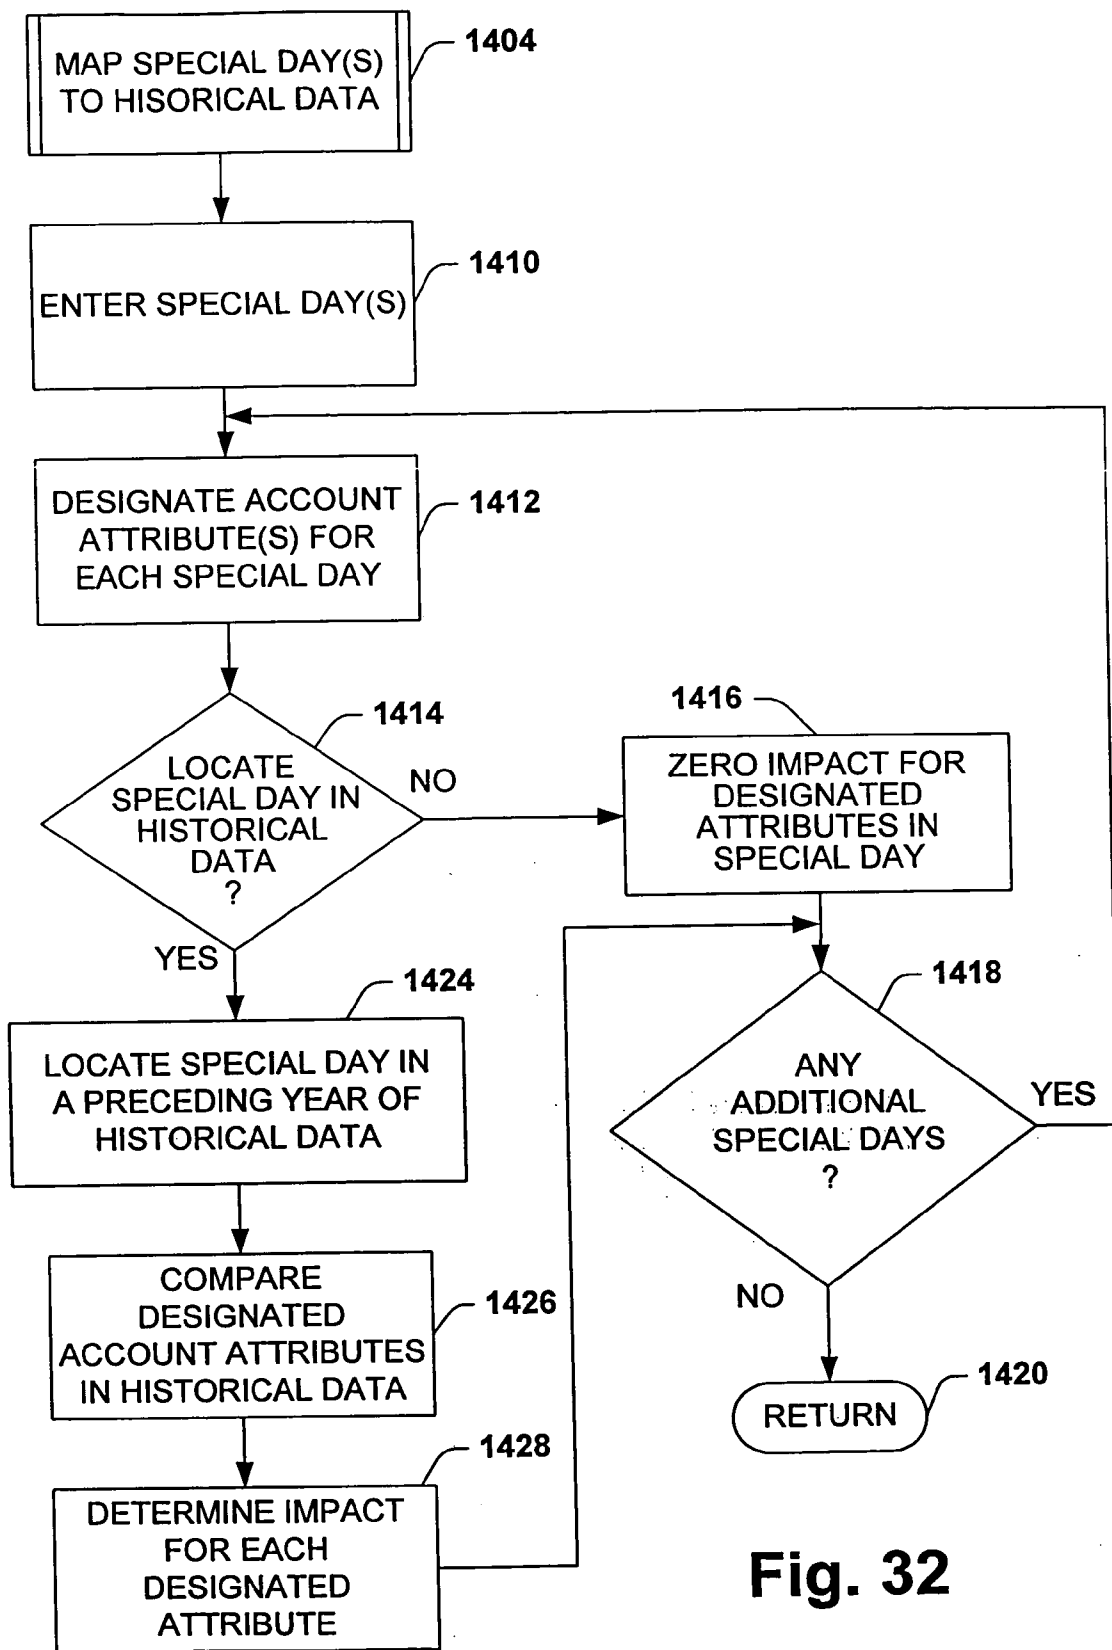 MAP SPECIAL DAY(S)
TO HISORICAL DATA
1404
ENTER SPECIAL DAY(S)
1410
DESIGNATE ACCOUNT
ATTRIBUTE(S) FOR
EACH SPECIAL DAY
1412
LOCATE
SPECIAL DAY IN
HISTORICAL
DATA
?
1414
NO
YES
1416
ZERO IMPACT FOR
DESIGNATED
ATTRIBUTES IN
SPECIAL DAY
1424
LOCATE SPECIAL DAY IN
A PRECEDING YEAR OF
HISTORICAL DATA
1418
ANY
ADDITIONAL
SPECIAL DAYS
?
YES
NO
COMPARE
DESIGNATED
ACCOUNT ATTRIBUTES
IN HISTORICAL DATA
1426
RETURN
1420
1428
DETERMINE IMPACT
FOR EACH
DESIGNATED
ATTRIBUTE
Fig. 32